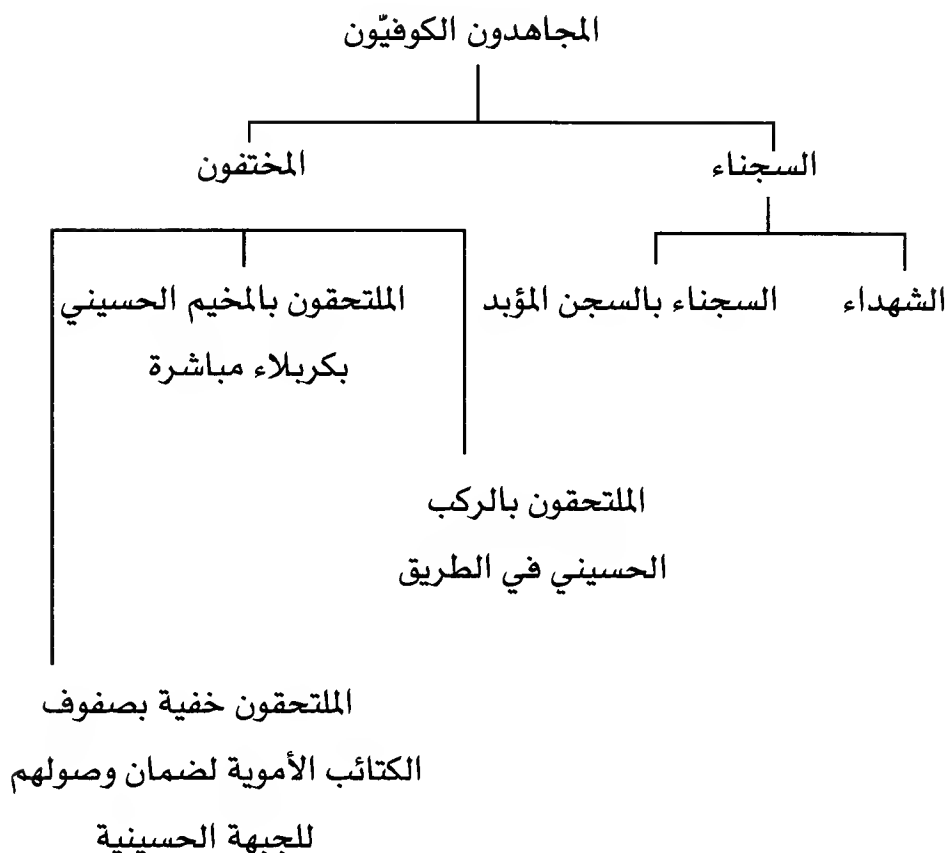 المجاهدون الكوفيّون
السجناء
المختفون
الشهداء
السجناء بالسجن المؤبد
الملتحقون بالمخيم الحسيني
بكربلاء مباشرة
الملتحقون بالركب
الحسيني في الطريق
الملتحقون خفية بصفوف
الكتائب الأموية لضمان وصولهم
للجبهة الحسينية